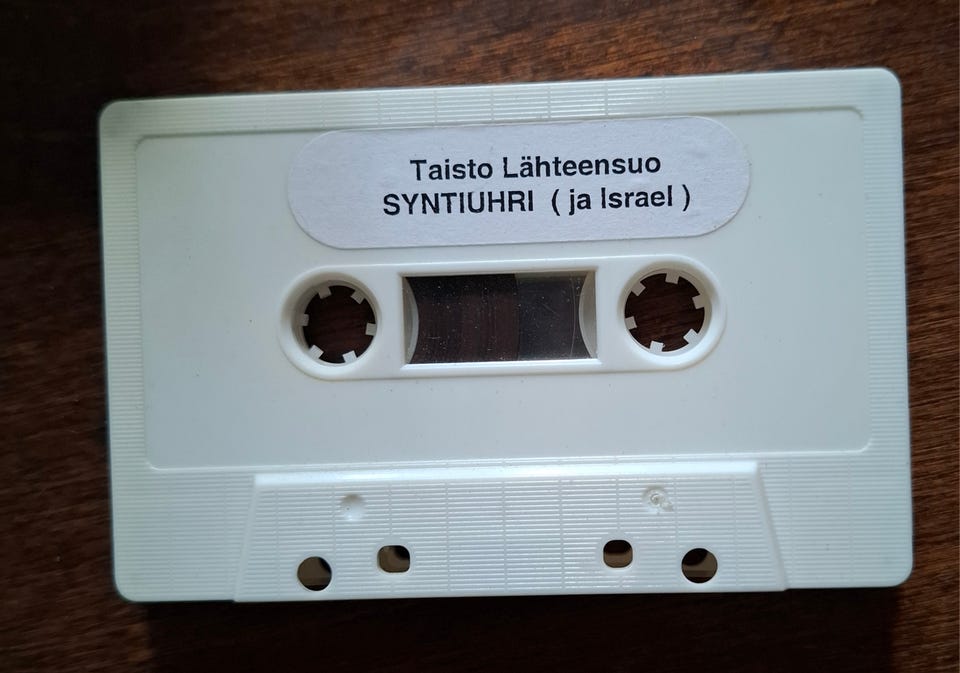 Taisto Lähteensuo
SYNTIUHRI ( ja Israel )